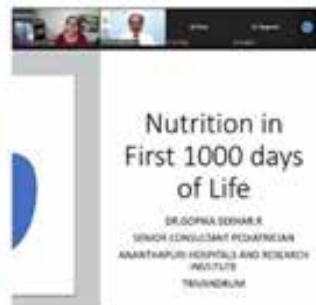 Nutrition in
First 1000 days
of Life
DR.GOPIKA SEKHAR.R
SENIOR CONSULTANT PEDIATRICIAN
ANANTHAPURI HOSPITALS AND RESEARCH
INSTITUTE
TRIVANDRUM